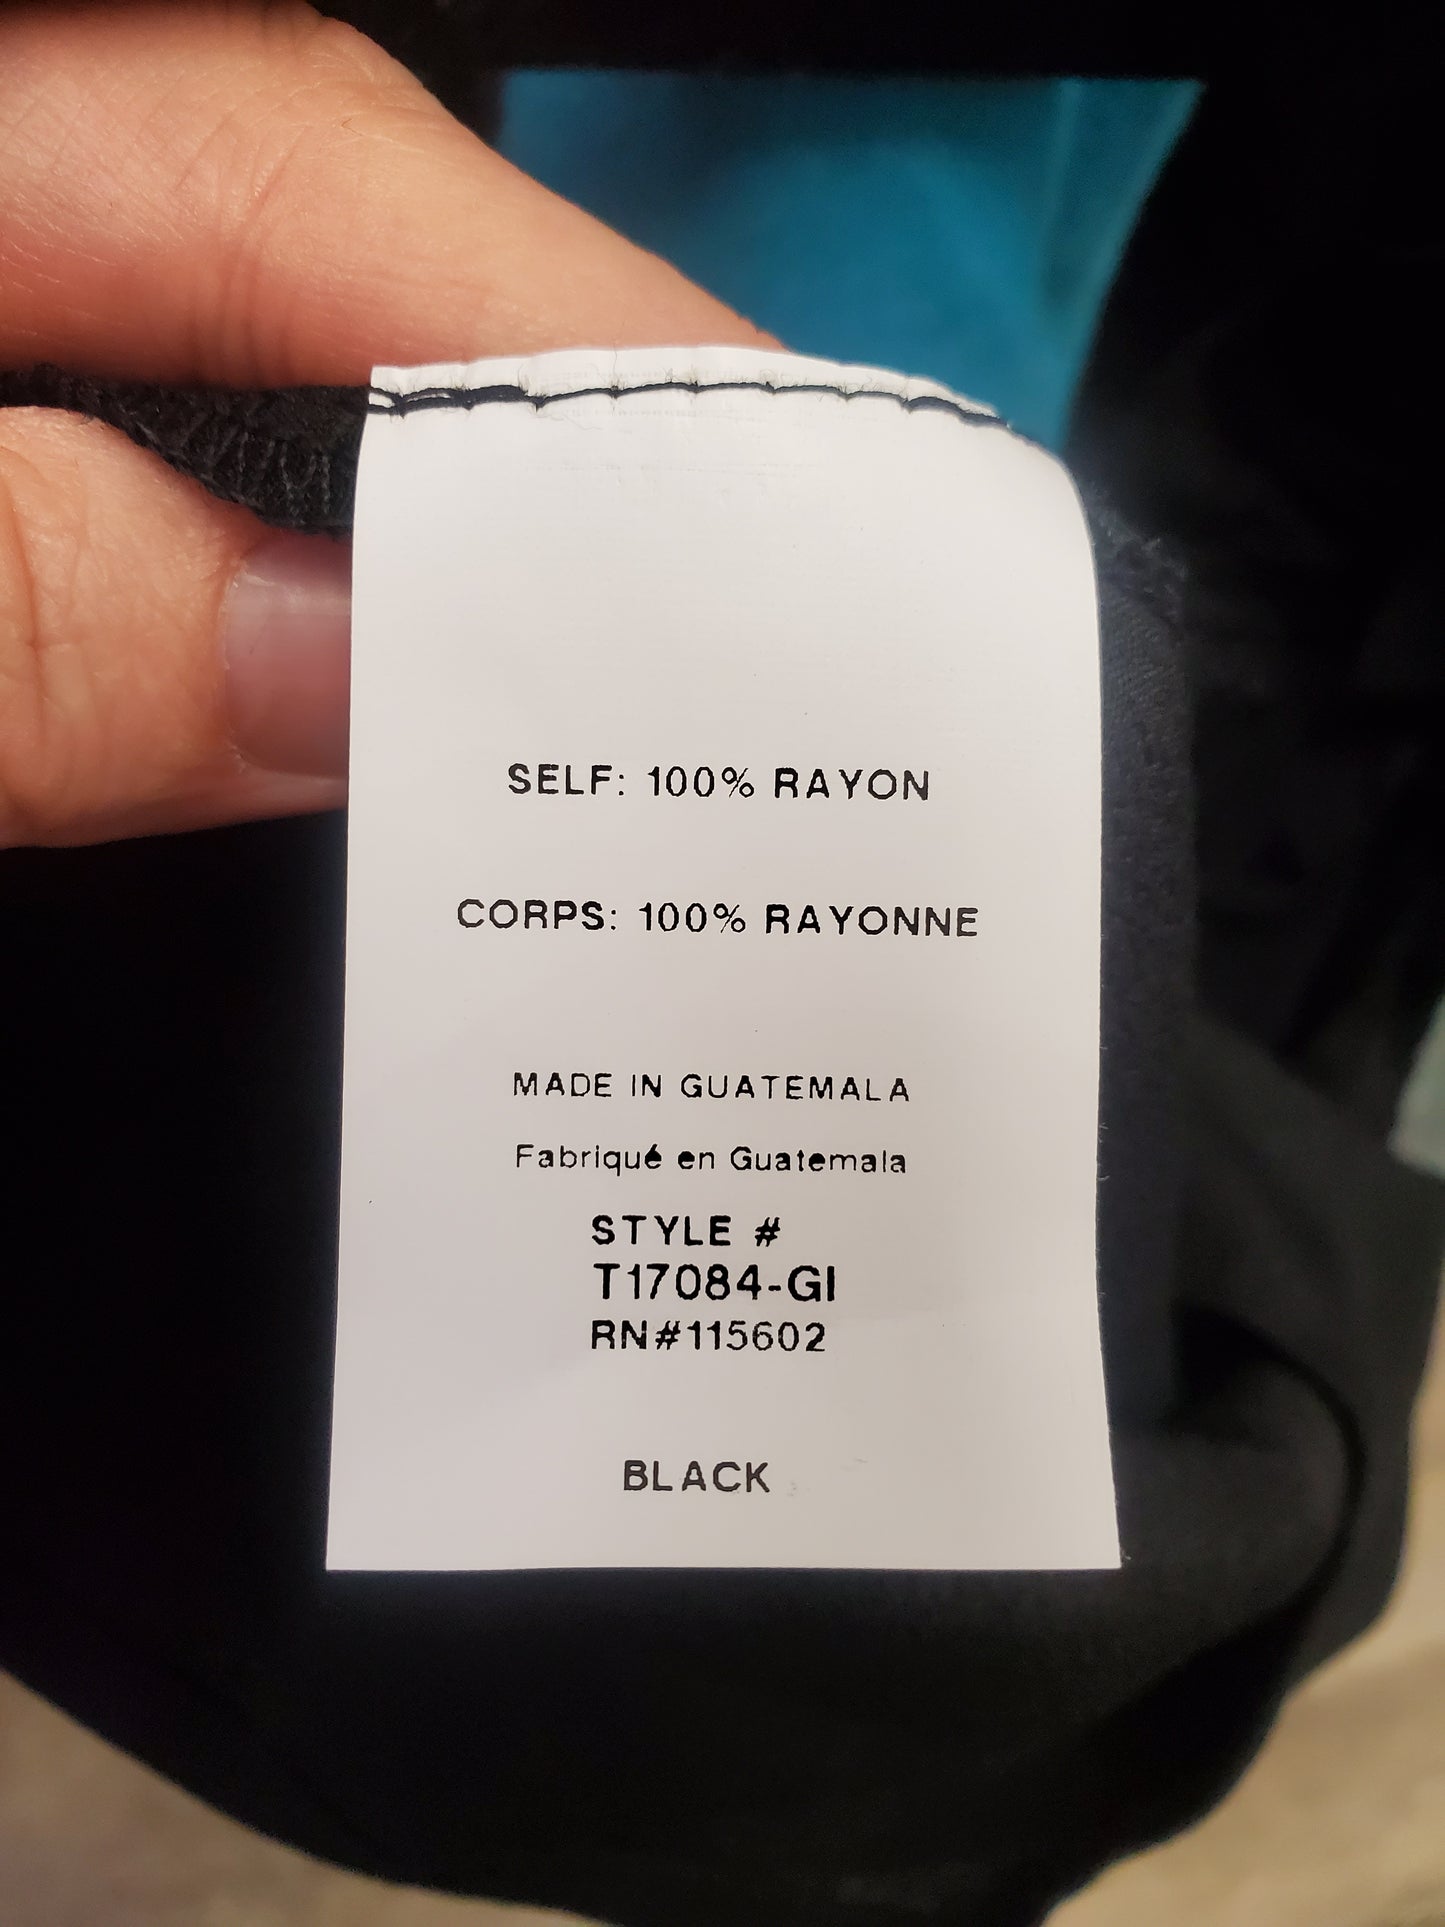 SELF: 100% RAYON
CORPS: 100% RAYONNE
MADE IN GUATEMALA
Fabriqué en Guatemala
STYLE #
T17084-GI
RN#115602
BLACK